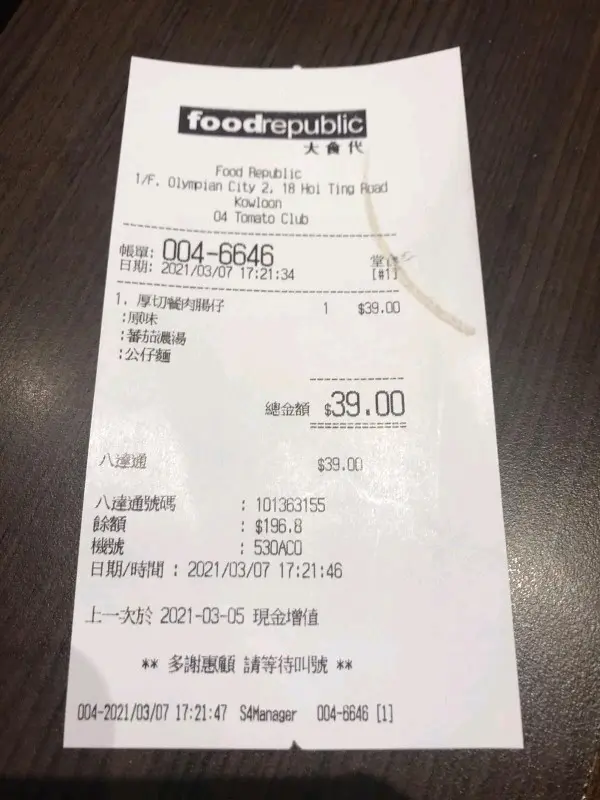 foodrepublic
大食代
Food Republic
1/F, Olympian City 2, 18 Hoi Ting Road
Kowloon
04 Tomato Club
帳單: 004-6646
堂食
日期: 2021/03/07 17:21:34 [#1]
1. 厚切餐肉腸仔 1 $39.00
:原味
:蕃茄濃湯
:公仔麵
總金額 $39.00
八達通 $39.00
八達通號碼 : 101363155
餘額 : $196.8
機號 : 530AC0
日期/時間 : 2021/03/07 17:21:46
上一次於 2021-03-05 現金增值
** 多謝惠顧 請等待叫號 **
004-2021/03/07 17:21:47 S4Manager 004-6646 [1]